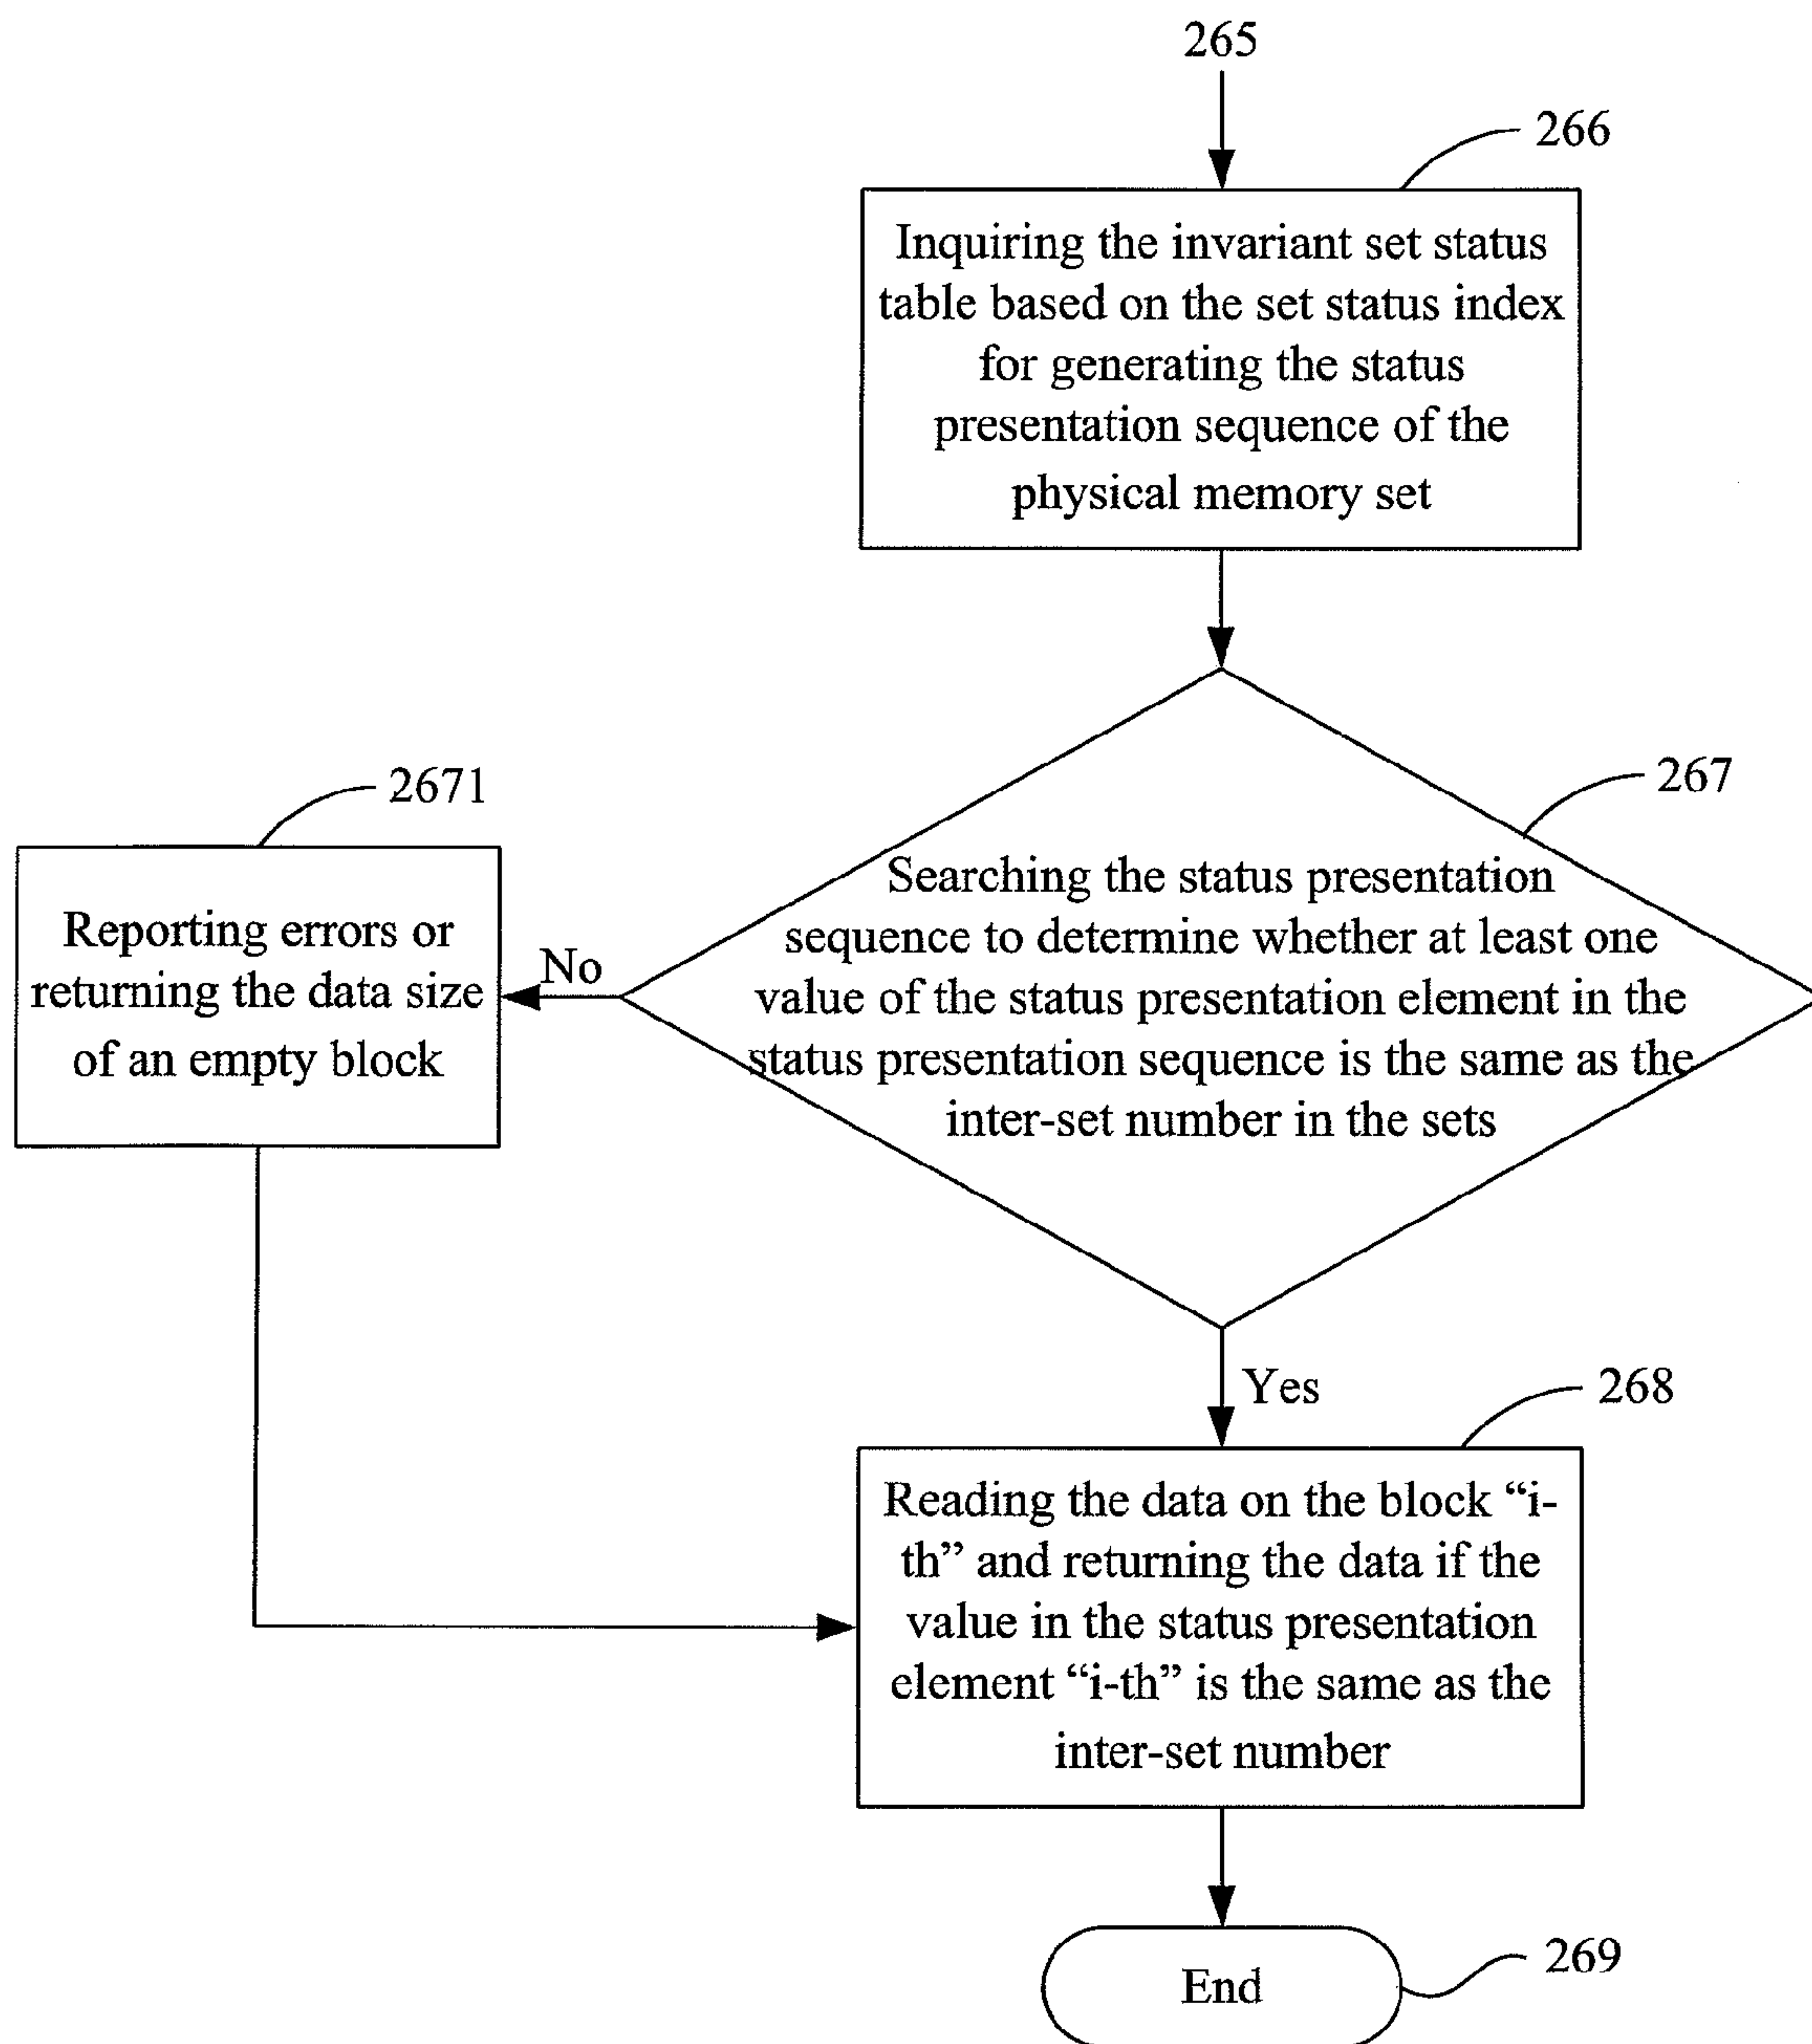 265
266
Inquiring the invariant set status
table based on the set status index
for generating the status
presentation sequence of the
physical memory set
267
Searching the status presentation
sequence to determine whether at least one
value of the status presentation element in the
status presentation sequence is the same as the
inter-set number in the sets
2671
Reporting errors or
returning the data size
of an empty block
No
Yes
268
Reading the data on the block “i-
th” and returning the data if the
value in the status presentation
element “i-th” is the same as the
inter-set number
End
269